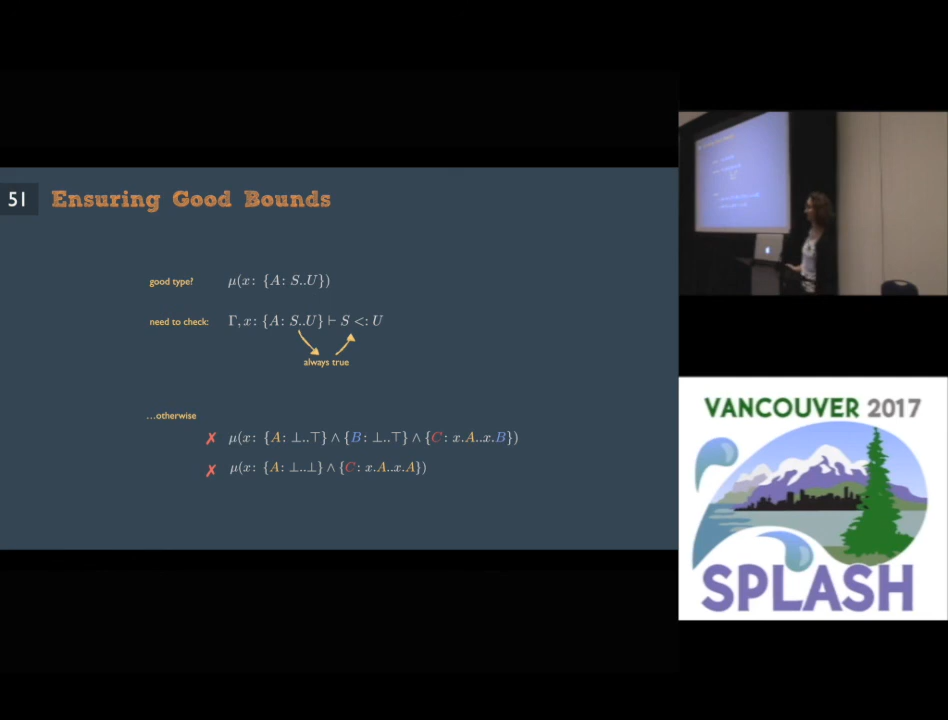 51 Ensuring Good Bounds
good type? μ(x: {A: S..U})
need to check: Γ, x: {A: S..U} ⊢ S <: U
always true
...otherwise
✗ μ(x: {A: ⊥..⊤} ∧ {B: ⊥..⊤} ∧ {C: x.A..x.B})
✗ μ(x: {A: ⊥..⊥} ∧ {C: x.A..x.A})
VANCOUVER 2017
SPLASH